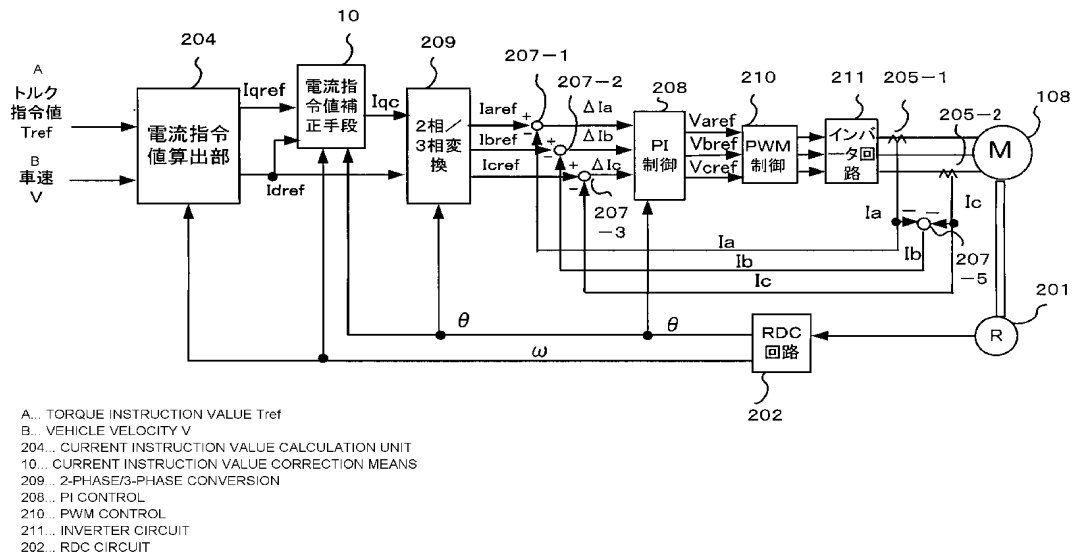 204
10
209
207-1
207-2
208
210
211
205-1
205-2
108
A
トルク
指令値
Tref
B
車速
V
電流指令
値算出部
Iqref
Idref
電流指
令値補
正手段
Iqc
2相/
3相変
換
Iaref
Ibref
Icref
+
-
+
-
+
-
ΔIa
ΔIb
ΔIc
207
-3
PI
制御
Varef
Vbref
Vcref
PWM
制御
インバ
ータ回
路
M
Ia
-
-
Ic
Ib
207
-5
Ia
Ib
Ic
θ
θ
ω
RDC
回路
202
R
201
A... TORQUE INSTRUCTION VALUE Tref
B... VEHICLE VELOCITY V
204... CURRENT INSTRUCTION VALUE CALCULATION UNIT
10... CURRENT INSTRUCTION VALUE CORRECTION MEANS
209... 2-PHASE/3-PHASE CONVERSION
208... PI CONTROL
210... PWM CONTROL
211... INVERTER CIRCUIT
202... RDC CIRCUIT